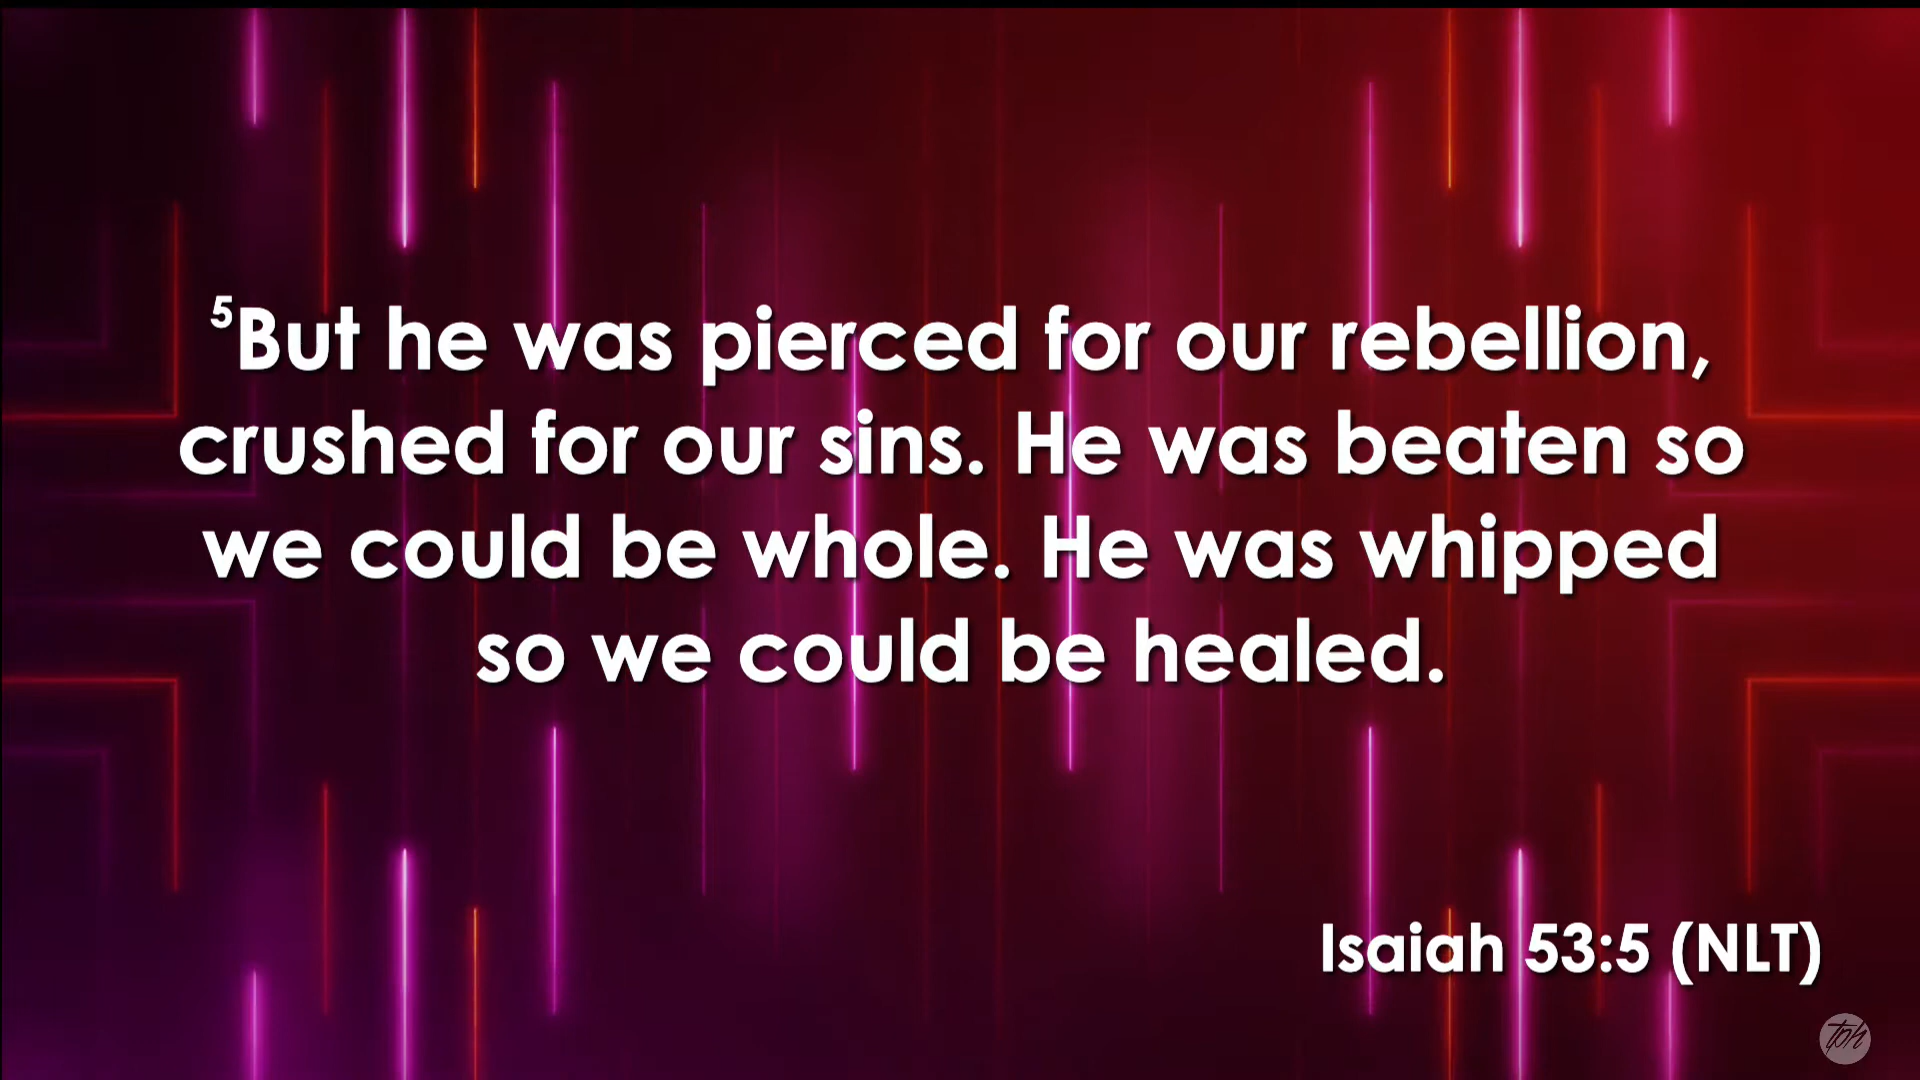 ⁵But he was pierced for our rebellion,
crushed for our sins. He was beaten so
we could be whole. He was whipped
so we could be healed.
Isaiah 53:5 (NLT)
tph